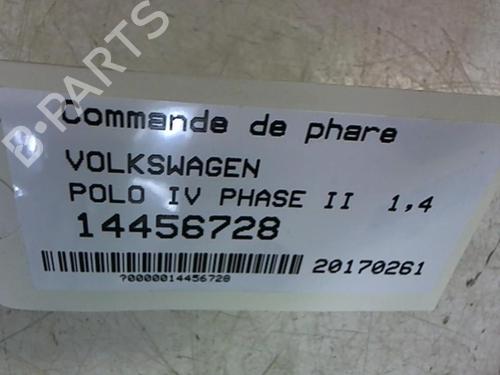 B-PARTS
Commande de phare
VOLKSWAGEN
POLO IV PHASE II 1,4
14456728
20170261
?0000014456728